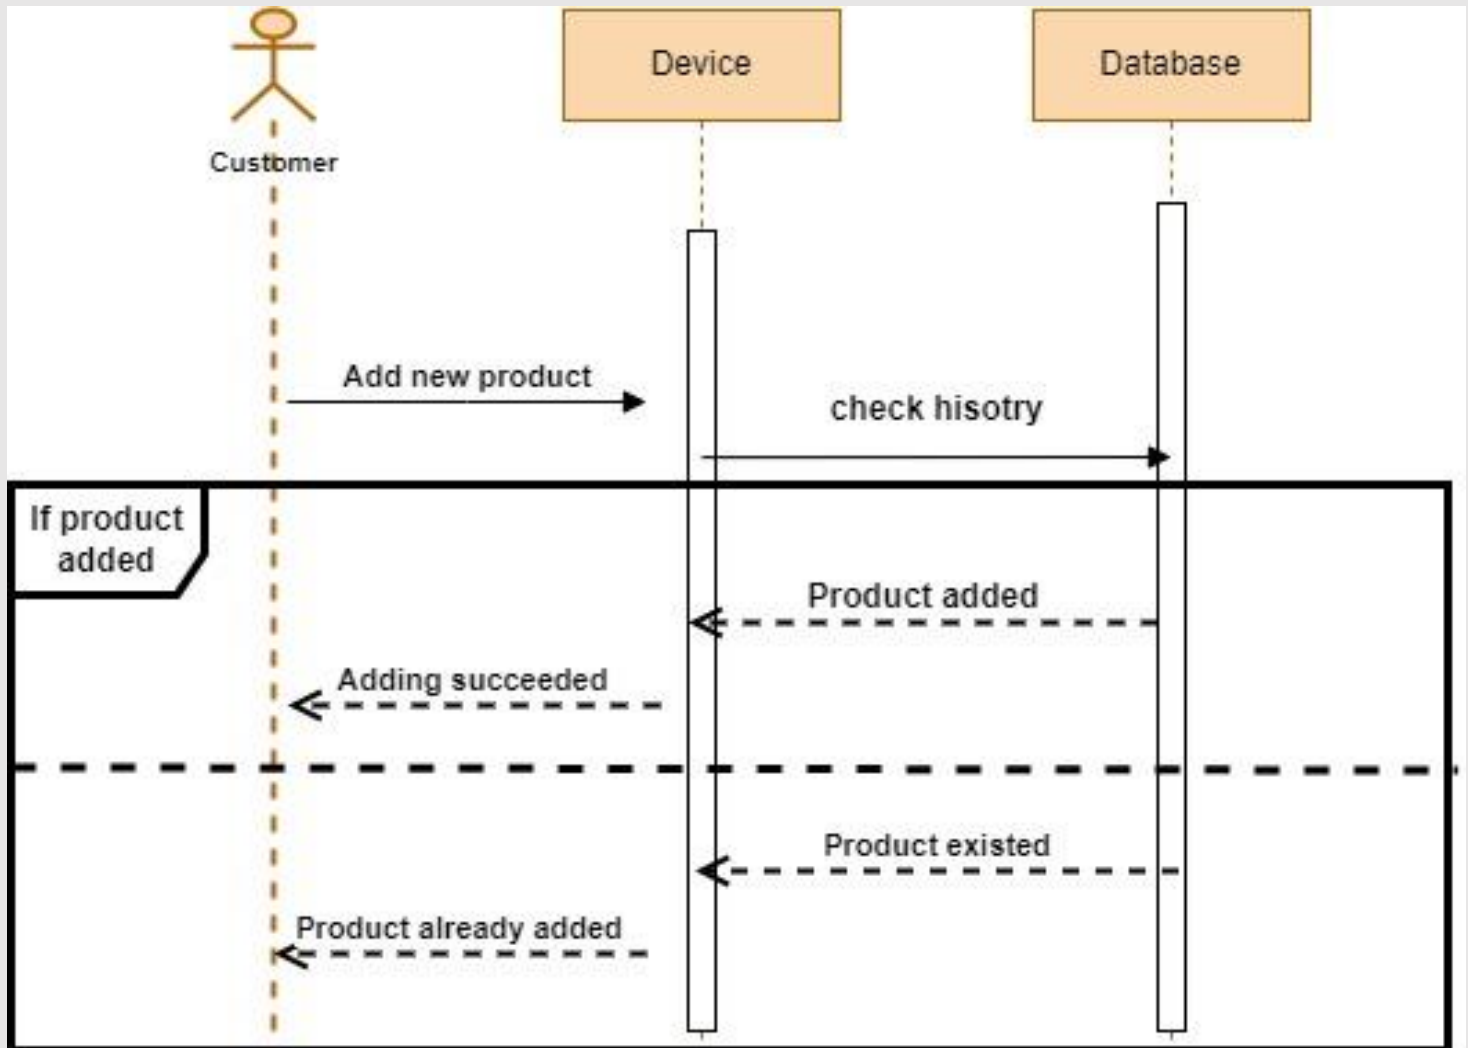 Device
Database
Customer
Add new product
check hisotry
If product
added
Product added
Adding succeeded
Product existed
Product already added